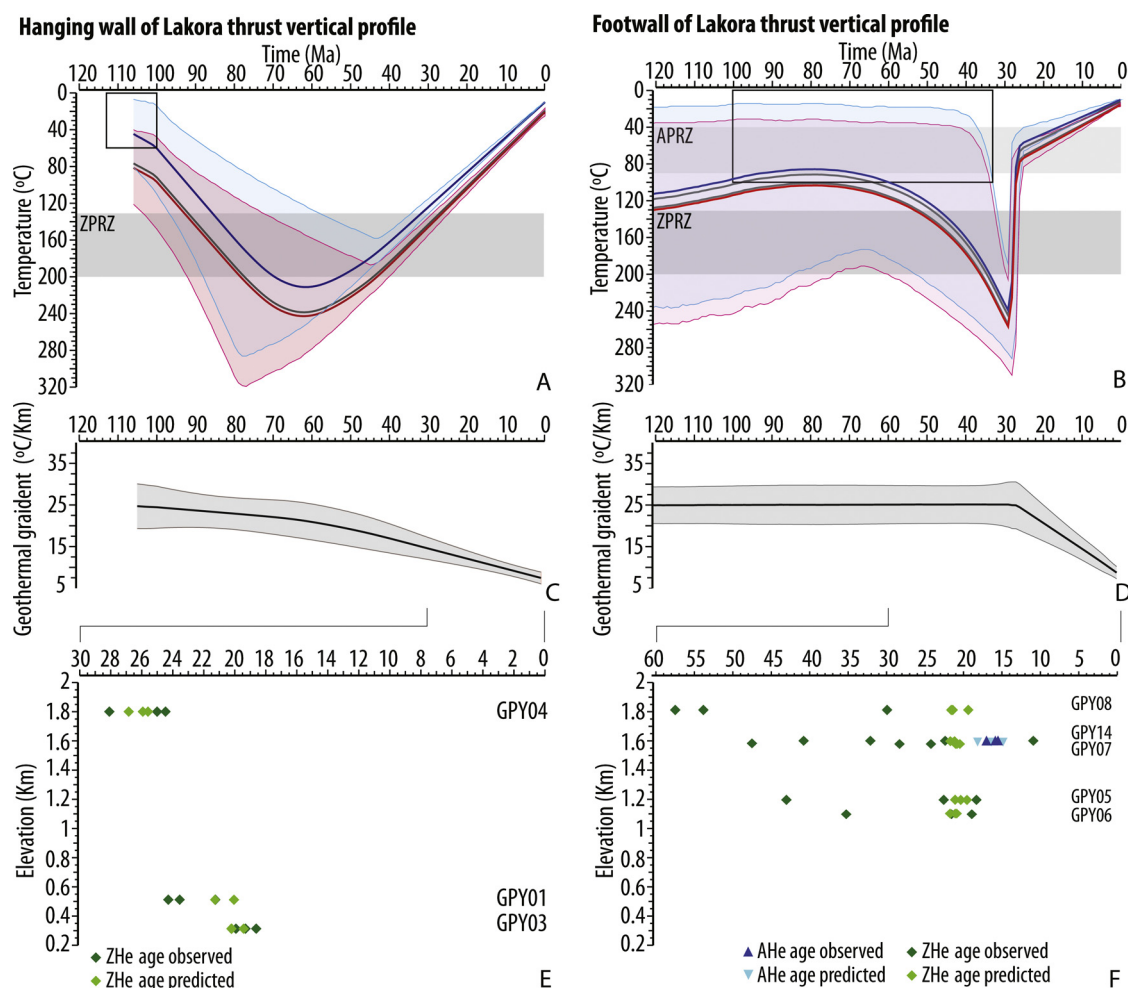 Hanging wall of Lakora thrust vertical profile
Time (Ma)
120 110 100 90 80 70 60 50 40 30 20 10 0
Temperature (ºC)
0
40
80
120
160
200
240
280
320
ZPRZ
A
Footwall of Lakora thrust vertical profile
Time (Ma)
120 110 100 90 80 70 60 50 40 30 20 10 0
Temperature (ºC)
0
40
80
120
160
200
240
280
320
APRZ
ZPRZ
B
120 110 100 90 80 70 60 50 40 30 20 10 0
Geothermal graident (ºC/Km)
35
25
15
5
C
120 110 100 90 80 70 60 50 40 30 20 10 0
Geothermal graident (ºC/Km)
35
25
15
5
D
30 28 26 24 22 20 18 16 14 12 10 8 6 4 2 0
Elevation (Km)
2
1.8
1.6
1.4
1.2
1
0.8
0.6
0.4
0.2
GPY04
GPY01
GPY03
ZHe age observed
ZHe age predicted
E
60 55 50 45 40 35 30 25 20 15 10 5 0
Elevation (Km)
2
1.8
1.6
1.4
1.2
1
0.8
0.6
0.4
0.2
GPY08
GPY14
GPY07
GPY05
GPY06
AHe age observed
AHe age predicted
ZHe age observed
ZHe age predicted
F